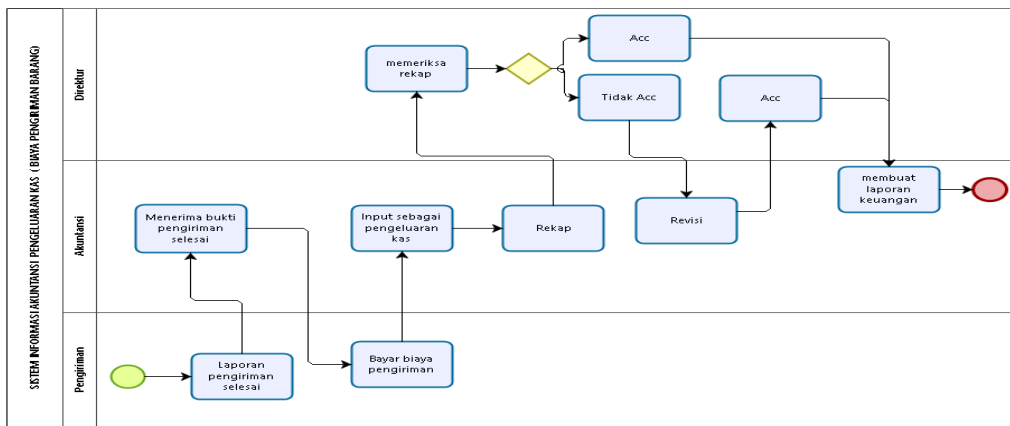 SISTEM INFORMASI AKUNTANSI PENGELUARAN KAS ( BIAYA PENGIRIMAN BARANG)
Direktur
memeriksa
rekap
Acc
Tidak Acc
Acc
Akuntansi
Menerima bukti
pengiriman
selesai
Input sebagai
pengeluaran
kas
Rekap
Revisi
membuat
laporan
keuangan
Pengiriman
Laporan
pengiriman
selesai
Bayar biaya
pengiriman